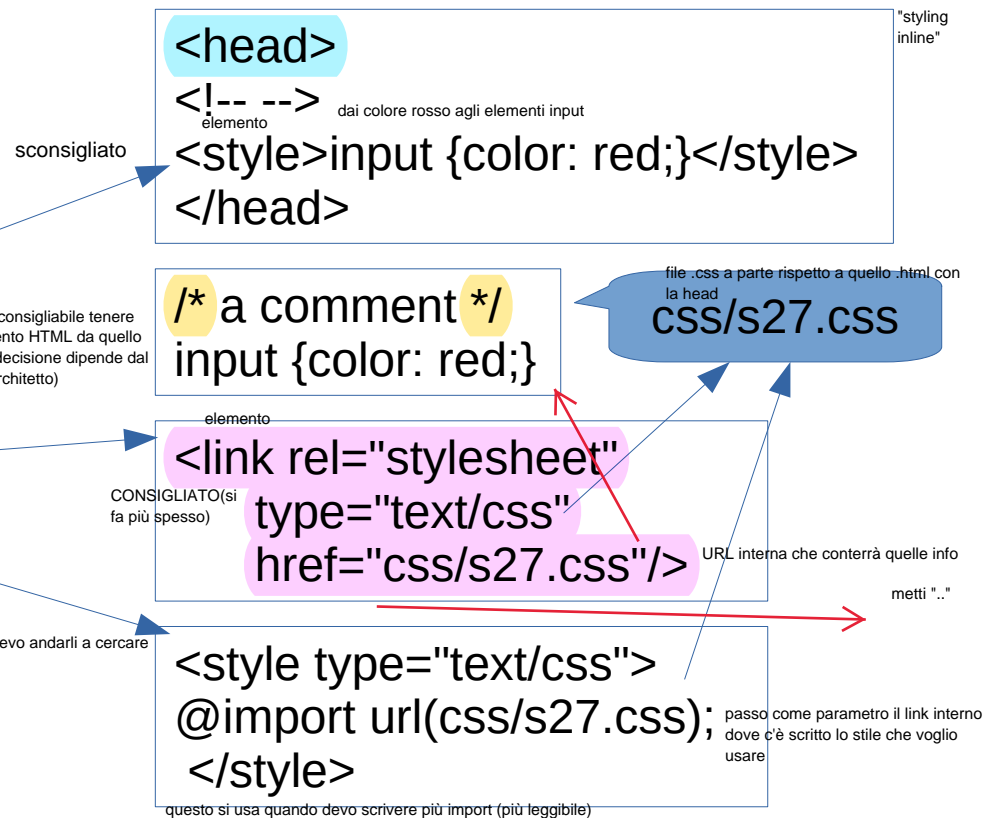 "styling
inline"
<head>
<!-- -->
dai colore rosso agli elementi input
elemento
sconsigliato
<style>input {color: red;}</style>
</head>
file .css a parte rispetto a quello .html con
la head
css/s27.css
/* a comment */
input {color: red;}
consigliabile tenere
ento HTML da quello
decisione dipende dal
rchitetto)
elemento
<link rel="stylesheet"
CONSIGLIATO(si
fa più spesso)
type="text/css"
href="css/s27.css"/>
URL interna che conterrà quelle info
metti ".."
evo andarli a cercare
<style type="text/css">
@import url(css/s27.css);
passo come parametro il link interno
dove c'è scritto lo stile che voglio
usare
</style>
questo si usa quando devo scrivere più import (più leggibile)